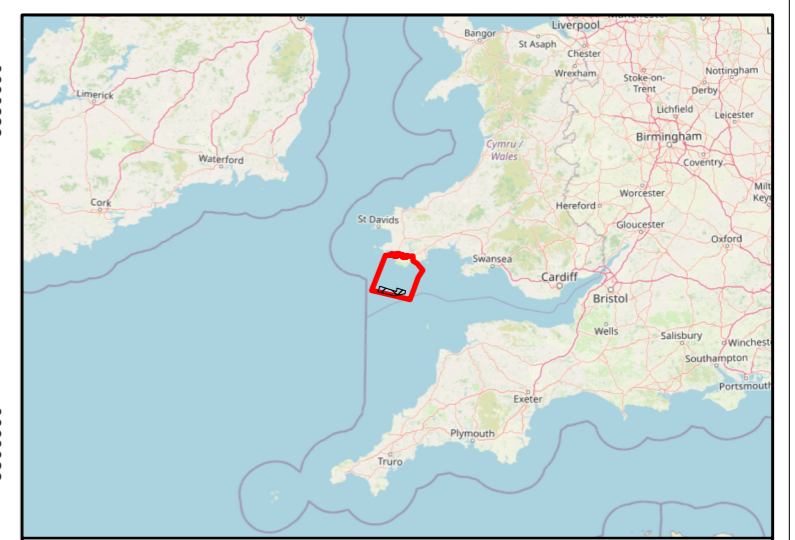 Liverpool
Bangor
St Asaph
Chester
Wrexham
Stoke-on-
Trent
Nottingham
Derby
Limerick
Lichfield
Leicester
Birmingham
Waterford
Cymru /
Wales
Coventry
Cork
Worcester
Hereford
St Davids
Gloucester
Oxford
Swansea
Cardiff
Bristol
Wells
Salisbury
Southampton
Portsmouth
Exeter
Plymouth
Truro